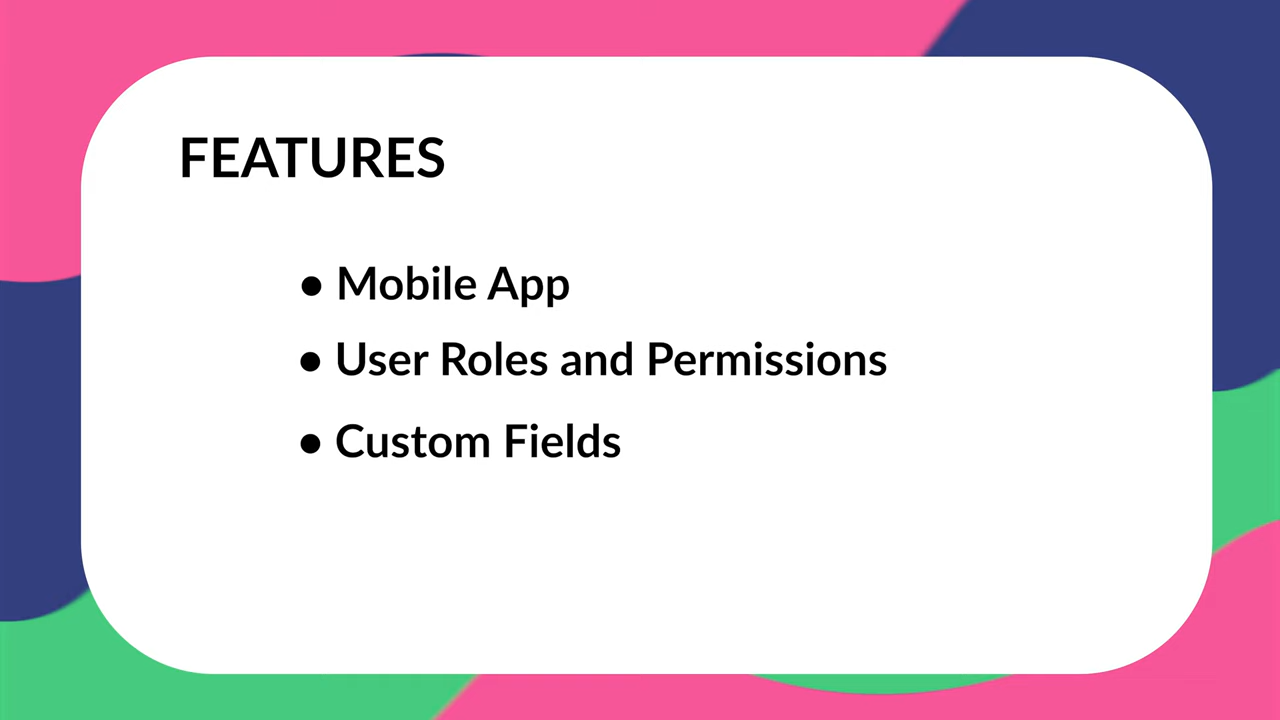 FEATURES
• Mobile App
• User Roles and Permissions
• Custom Fields